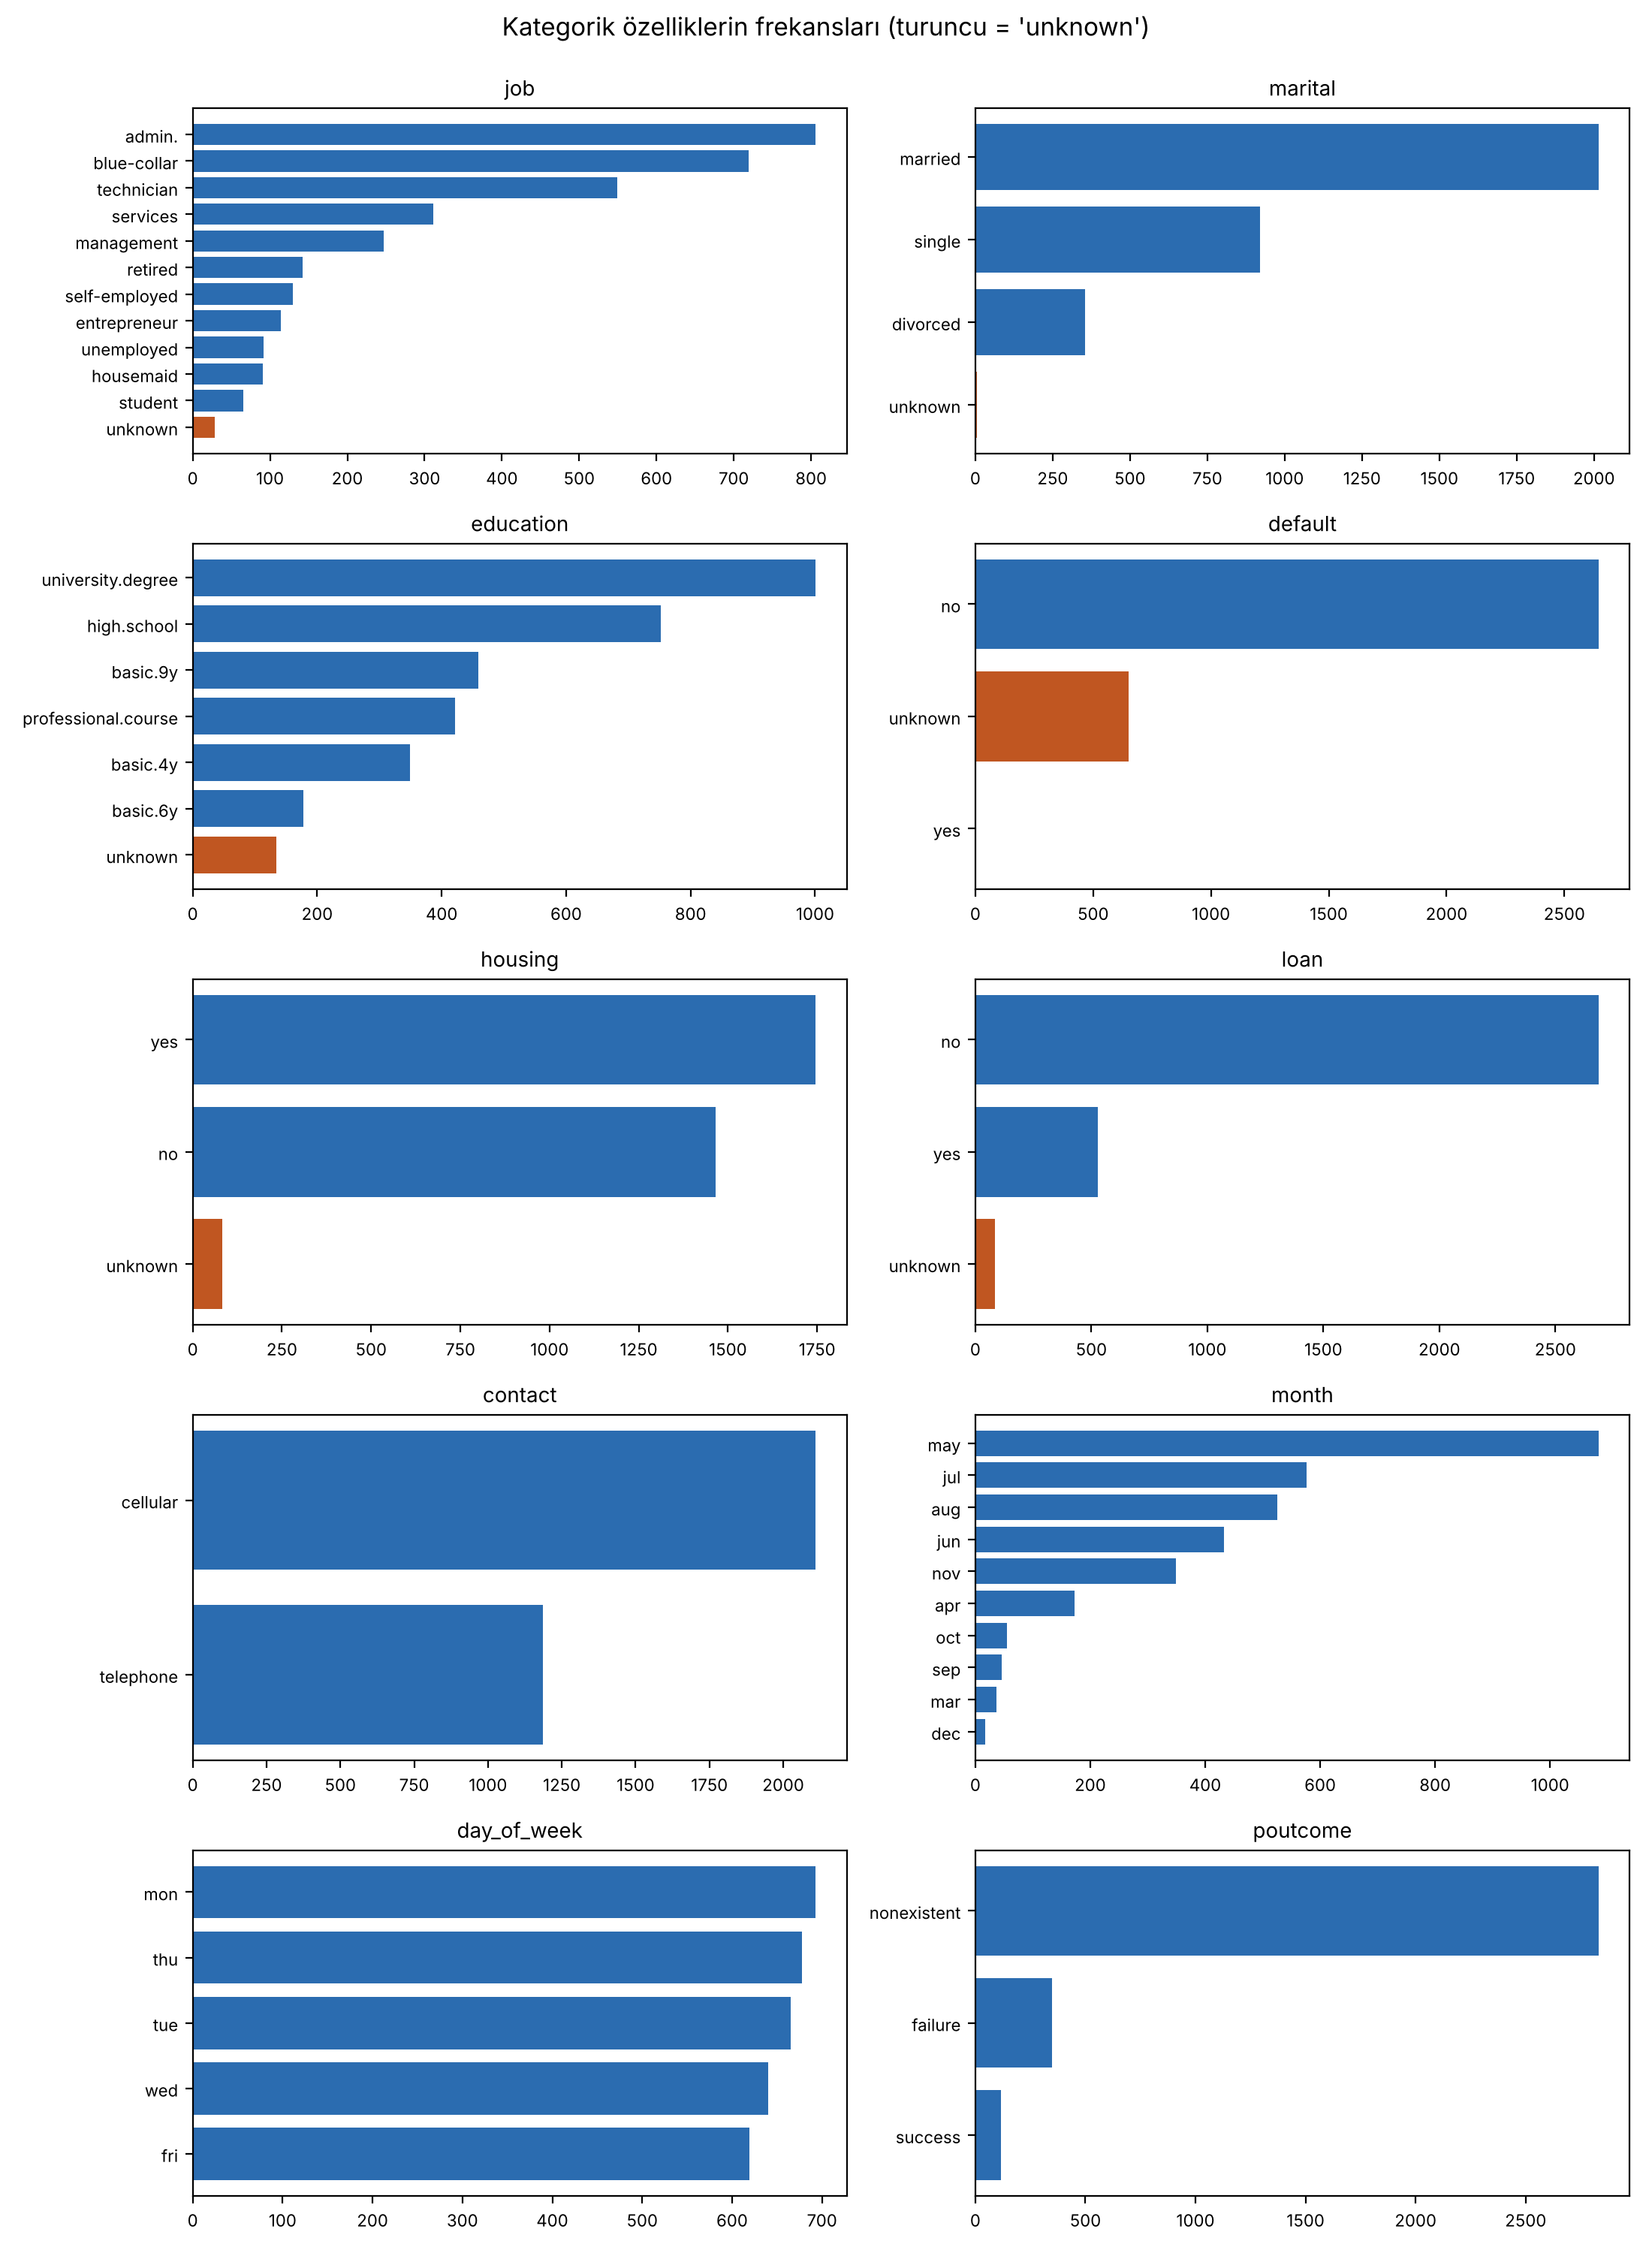 Kategorik özelliklerin frekansları (turuncu = 'unknown')
job
admin.
blue-collar
technician
services
management
retired
self-employed
entrepreneur
unemployed
housemaid
student
unknown
0 100 200 300 400 500 600 700 800
marital
married
single
divorced
unknown
0 250 500 750 1000 1250 1500 1750 2000
education
university.degree
high.school
basic.9y
professional.course
basic.4y
basic.6y
unknown
0 200 400 600 800 1000
default
no
unknown
yes
0 500 1000 1500 2000 2500
housing
yes
no
unknown
0 250 500 750 1000 1250 1500 1750
loan
no
yes
unknown
0 500 1000 1500 2000 2500
contact
cellular
telephone
0 250 500 750 1000 1250 1500 1750 2000
month
may
jul
aug
jun
nov
apr
oct
sep
mar
dec
0 200 400 600 800 1000
day_of_week
mon
thu
tue
wed
fri
0 100 200 300 400 500 600 700
poutcome
nonexistent
failure
success
0 500 1000 1500 2000 2500